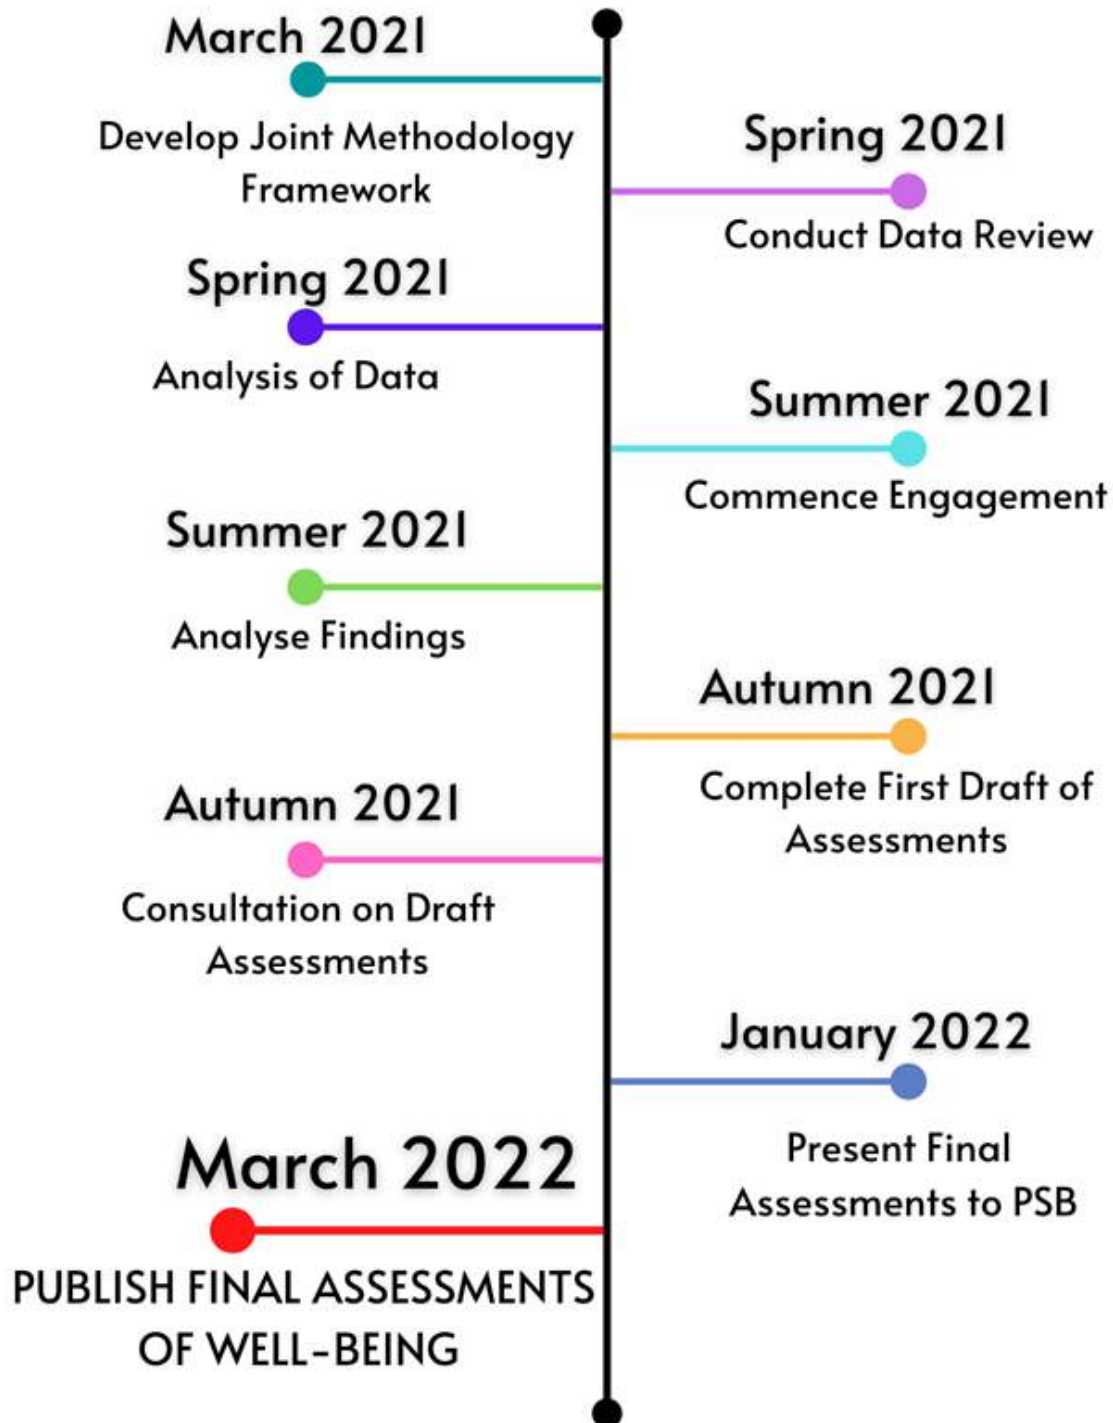 March 2021
Develop Joint Methodology
Framework
Spring 2021
Conduct Data Review
Spring 2021
Analysis of Data
Summer 2021
Commence Engagement
Summer 2021
Analyse Findings
Autumn 2021
Complete First Draft of
Assessments
Autumn 2021
Consultation on Draft
Assessments
January 2022
Present Final
Assessments to PSB
March 2022
PUBLISH FINAL ASSESSMENTS
OF WELL-BEING